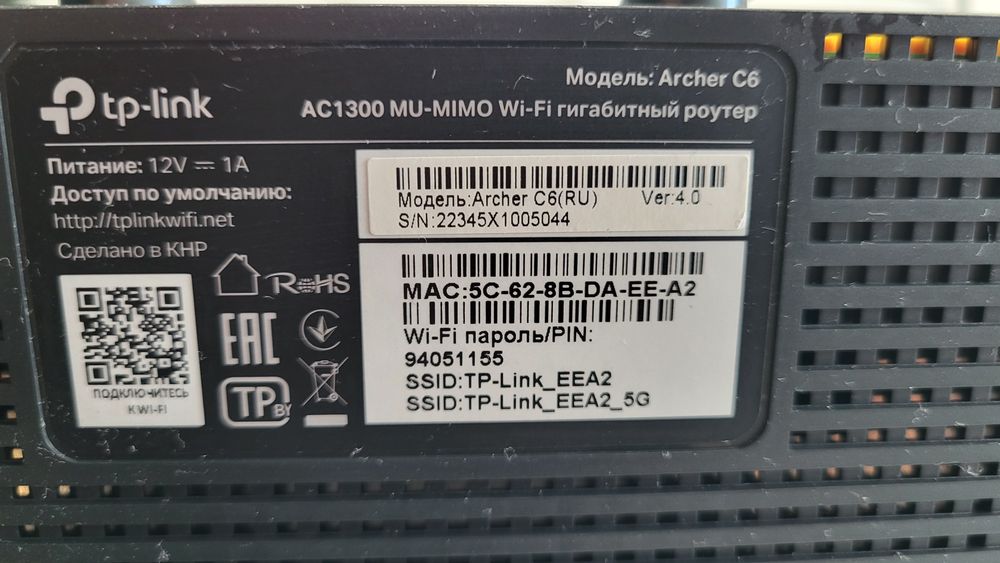 tp-link
Модель: Archer C6
AC1300 MU-MIMO Wi-Fi гигабитный роутер
Питание: 12V ⎓ 1A
Доступ по умолчанию:
http://tplinkwifi.net
Сделано в КНР
Модель:Archer C6(RU) Ver:4.0
S/N:22345X1005044
MAC:5C-62-8B-DA-EE-A2
Wi-Fi пароль/PIN:
94051155
SSID:TP-Link_EEA2
SSID:TP-Link_EEA2_5G
RoHS
EAC
TP BY
ПОДКЛЮЧИТЕСЬ
К WI-FI